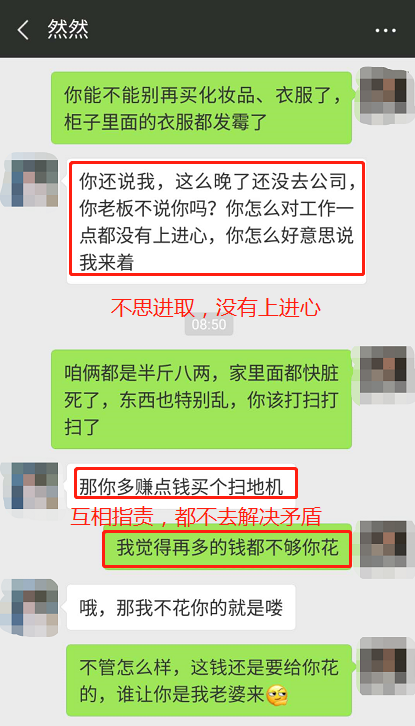 然然
你能不能别再买化妆品、衣服了，
柜子里面的衣服都发霉了
你还说我，这么晚了还没去公司，
你老板不说你吗？你怎么对工作一
点都没有上进心，你怎么好意思说
我来着
不思进取，没有上进心
08:50
咱俩都是半斤八两，家里面都快脏
死了，东西也特别乱，你该打扫打
扫了
那你多赚点钱买个扫地机
互相指责，都不去解决矛盾
我觉得再多的钱都不够你花
哦，那我不花你的就是喽
不管怎么样，这钱还是要给你花
的，谁让你是我老婆来